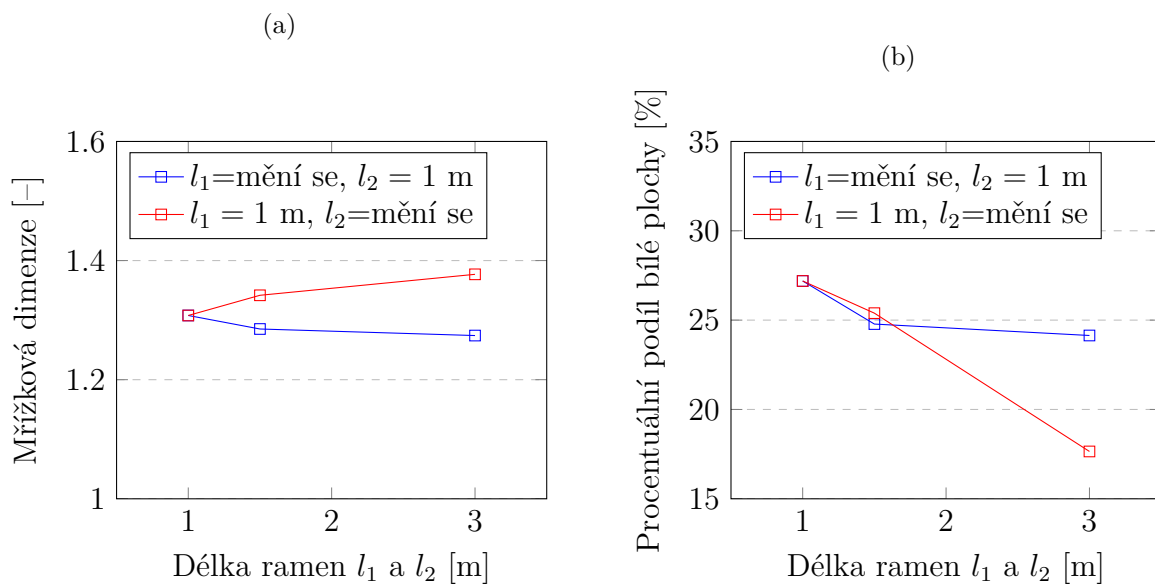 (a)
Mřížková dimenze [–]
1.6
1.4
1.2
1
l₁=mění se, l₂ = 1 m
l₁ = 1 m, l₂=mění se
1 2 3
Délka ramen l₁ a l₂ [m]
(b)
Procentuální podíl bílé plochy [%]
35
30
25
20
15
l₁=mění se, l₂ = 1 m
l₁ = 1 m, l₂=mění se
1 2 3
Délka ramen l₁ a l₂ [m]